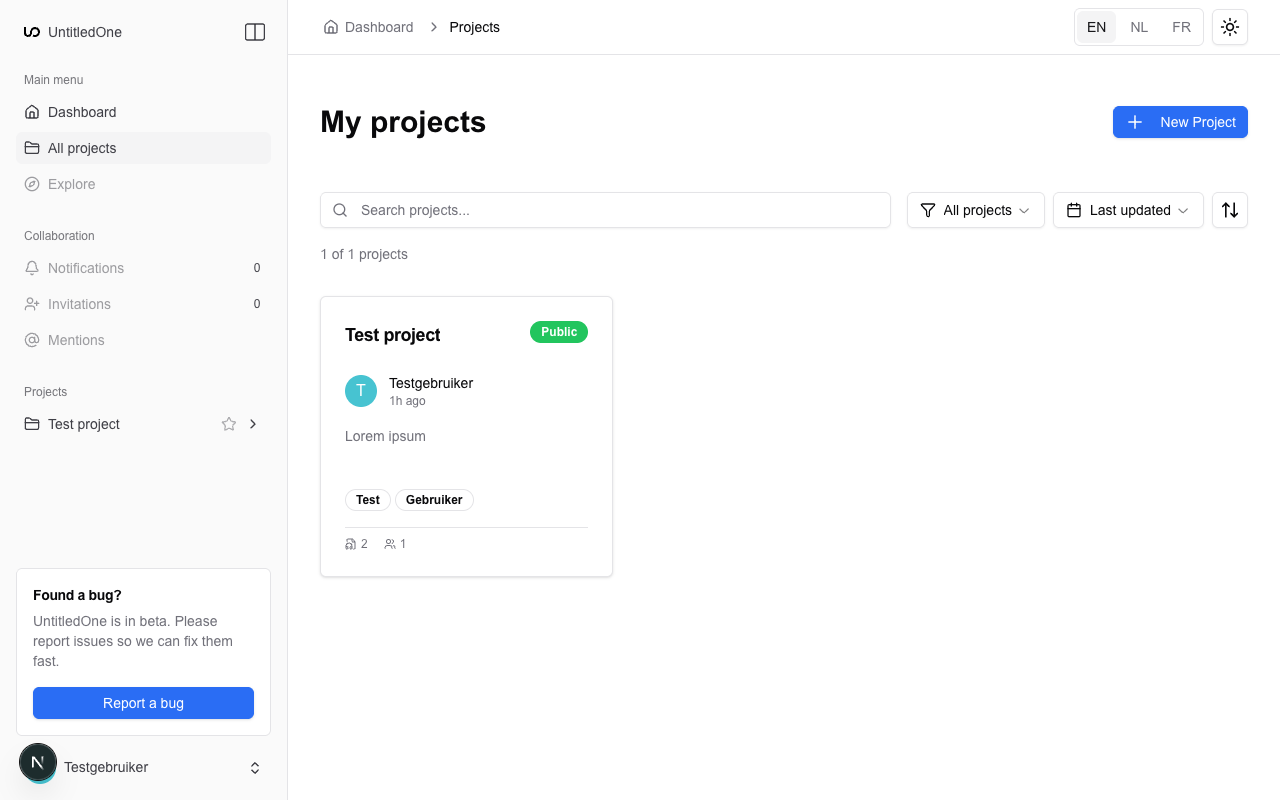 UntitledOne
Main menu
Dashboard
All projects
Explore
Collaboration
Notifications 0
Invitations 0
Mentions
Projects
Test project
Found a bug?
UntitledOne is in beta. Please
report issues so we can fix them
fast.
Report a bug
N Testgebruiker
Dashboard Projects
EN NL FR
My projects
New Project
Search projects...
All projects
Last updated
1 of 1 projects
Test project
Public
T
Testgebruiker
1h ago
Lorem ipsum
Test Gebruiker
2 1